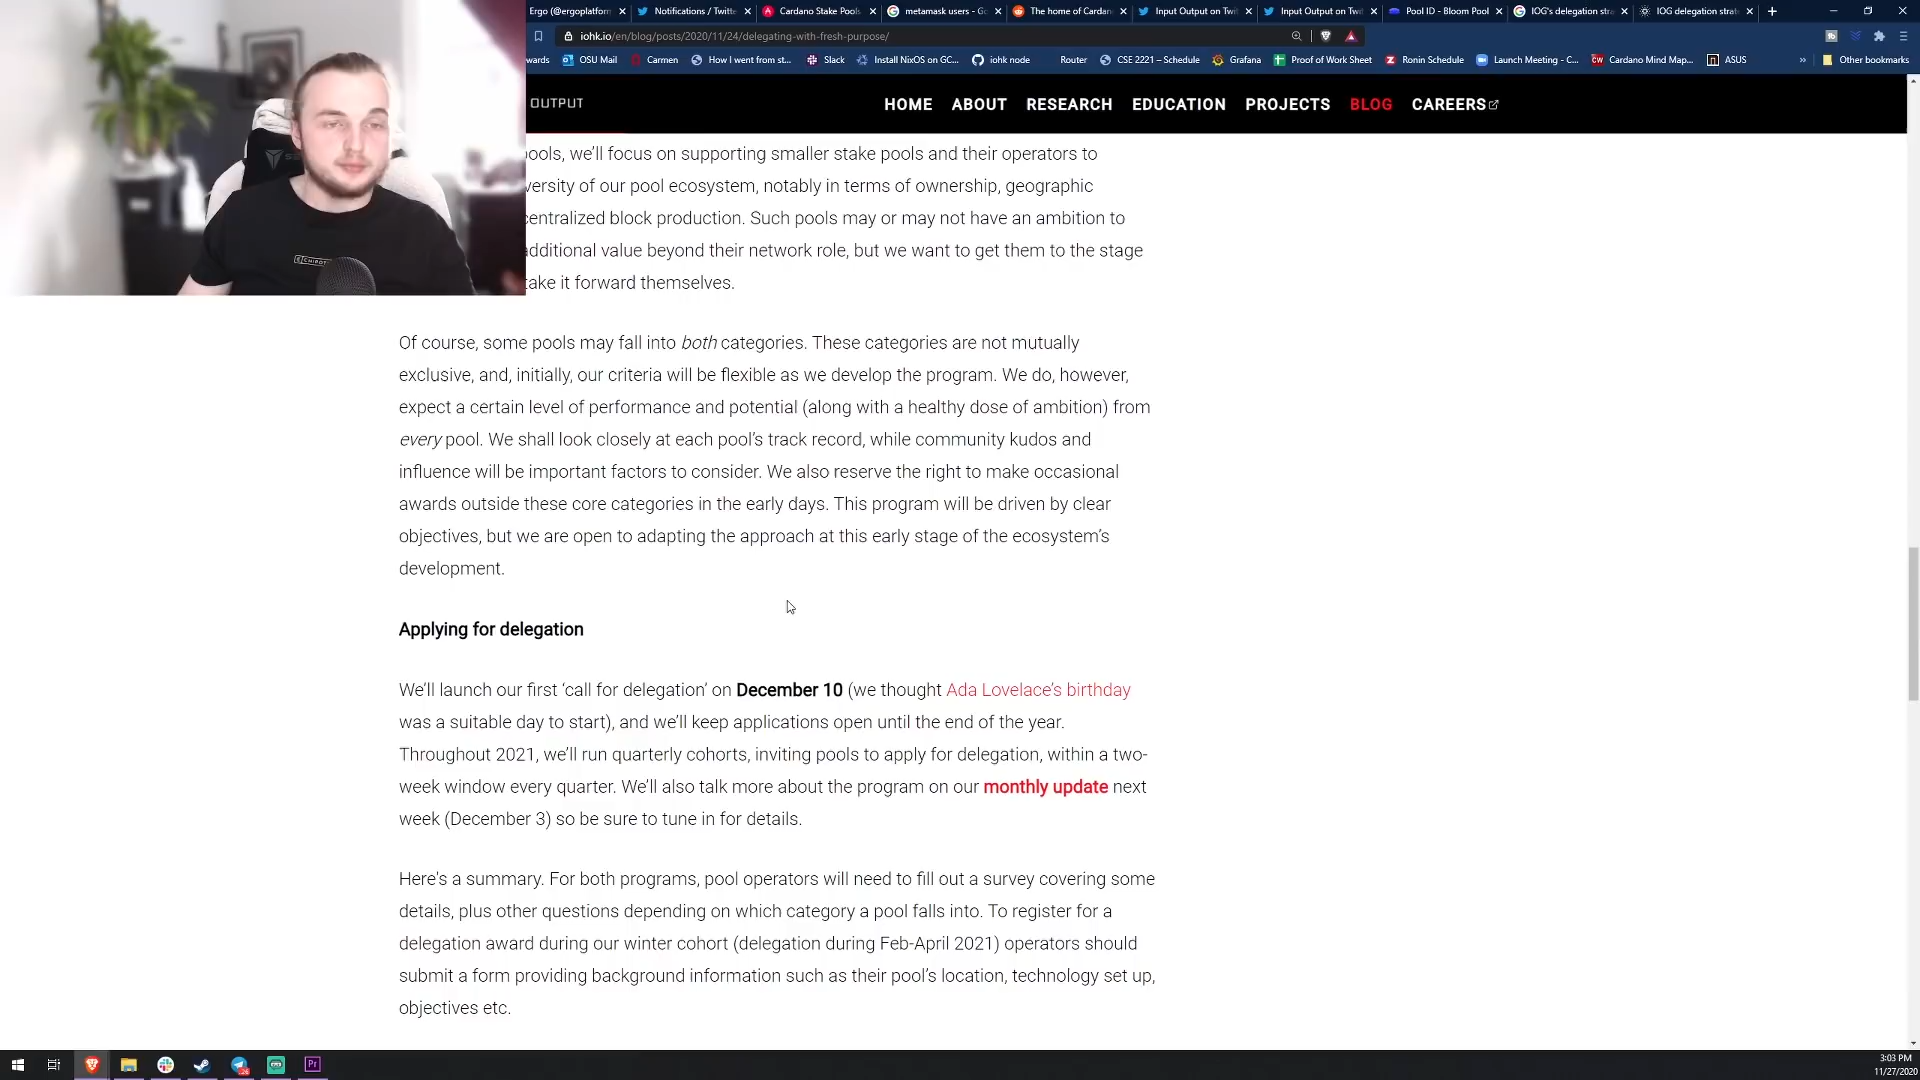 Ergo (@ergoplatform
Notifications / Twitte
Cardano Stake Pools
metamask users - Go
The home of Cardan
Input Output on Twi
Input Output on Twi
Pool ID - Bloom Pool
IOG's delegation stra
IOG delegation strat
iohk.io/en/blog/posts/2020/11/24/delegating-with-fresh-purpose/
wards
OSU Mail
Carmen
How I went from st...
Slack
Install NixOS on GC...
iohk node
Router
CSE 2221 – Schedule
Grafana
Proof of Work Sheet
Ronin Schedule
Launch Meeting - C...
Cardano Mind Map...
ASUS
Other bookmarks
OUTPUT
HOME ABOUT RESEARCH EDUCATION PROJECTS BLOG CAREERS
pools, we’ll focus on supporting smaller stake pools and their operators to
versity of our pool ecosystem, notably in terms of ownership, geographic
centralized block production. Such pools may or may not have an ambition to
additional value beyond their network role, but we want to get them to the stage
take it forward themselves.
Of course, some pools may fall into both categories. These categories are not mutually
exclusive, and, initially, our criteria will be flexible as we develop the program. We do, however,
expect a certain level of performance and potential (along with a healthy dose of ambition) from
every pool. We shall look closely at each pool’s track record, while community kudos and
influence will be important factors to consider. We also reserve the right to make occasional
awards outside these core categories in the early days. This program will be driven by clear
objectives, but we are open to adapting the approach at this early stage of the ecosystem’s
development.
Applying for delegation
We’ll launch our first ‘call for delegation’ on December 10 (we thought Ada Lovelace’s birthday
was a suitable day to start), and we’ll keep applications open until the end of the year.
Throughout 2021, we’ll run quarterly cohorts, inviting pools to apply for delegation, within a two-
week window every quarter. We’ll also talk more about the program on our monthly update next
week (December 3) so be sure to tune in for details.
Here's a summary. For both programs, pool operators will need to fill out a survey covering some
details, plus other questions depending on which category a pool falls into. To register for a
delegation award during our winter cohort (delegation during Feb-April 2021) operators should
submit a form providing background information such as their pool’s location, technology set up,
objectives etc.
3:03 PM
11/27/2020